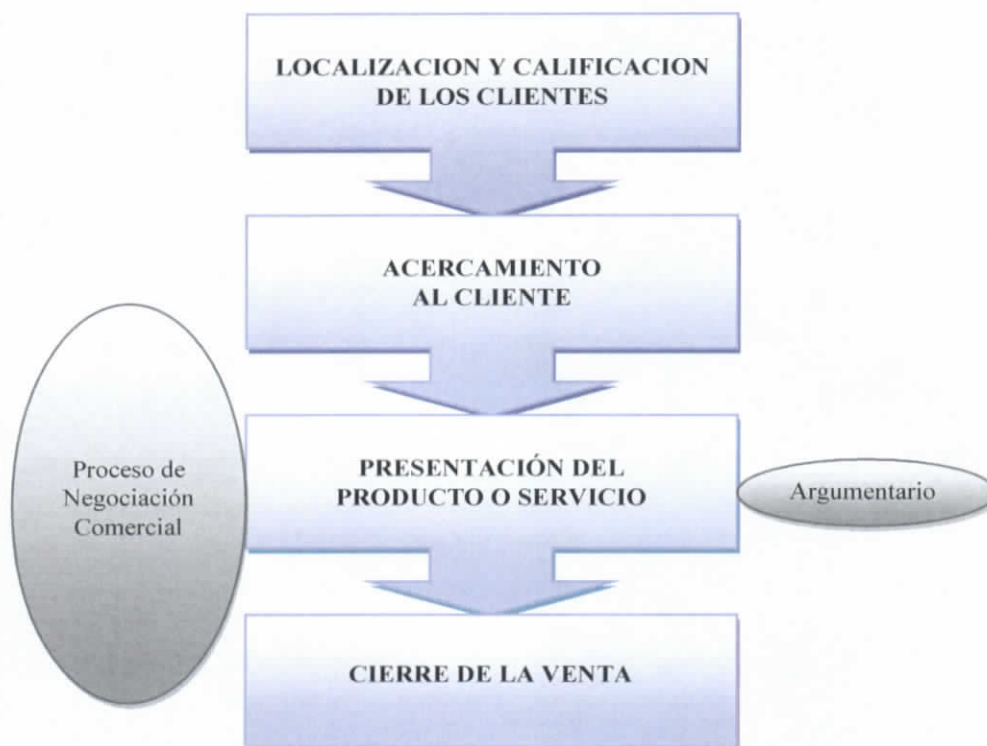 LOCALIZACION Y CALIFICACION
DE LOS CLIENTES
ACERCAMIENTO
AL CLIENTE
Proceso de
Negociación
Comercial
PRESENTACIÓN DEL
PRODUCTO O SERVICIO
Argumentario
CIERRE DE LA VENTA